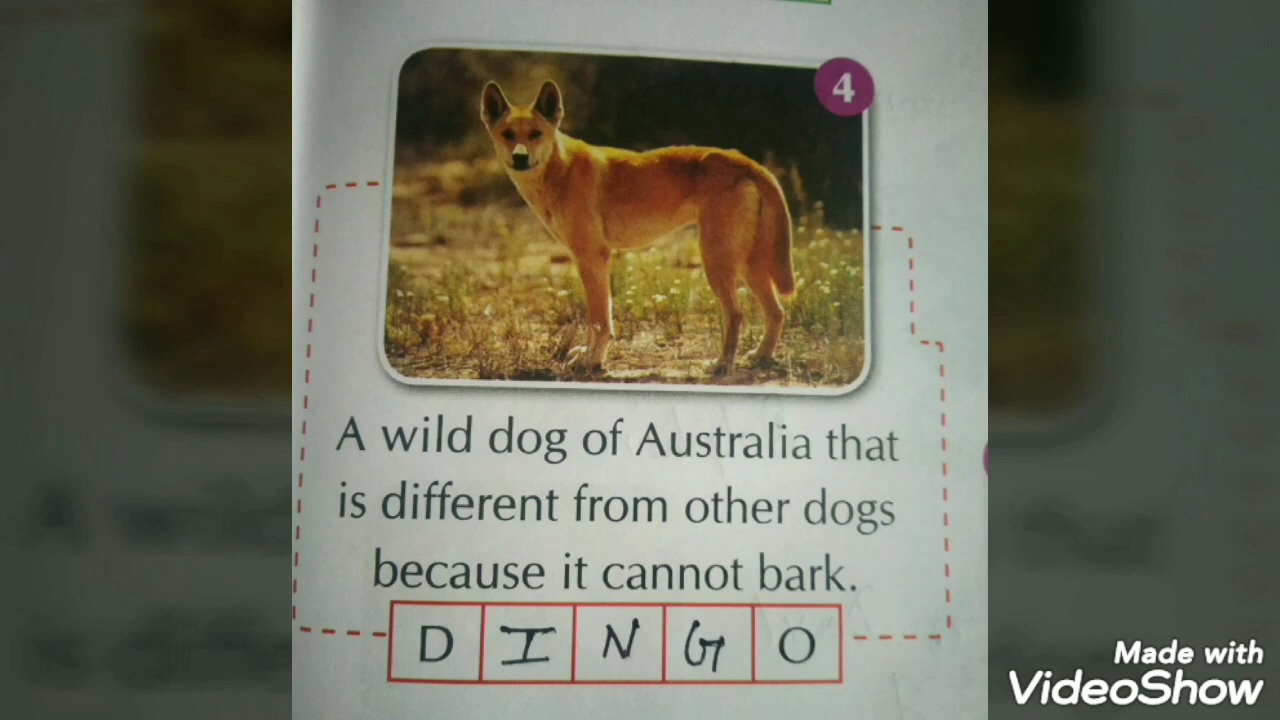 4
A wild dog of Australia that
is different from other dogs
because it cannot bark.
D I N G O
Made with
VideoShow